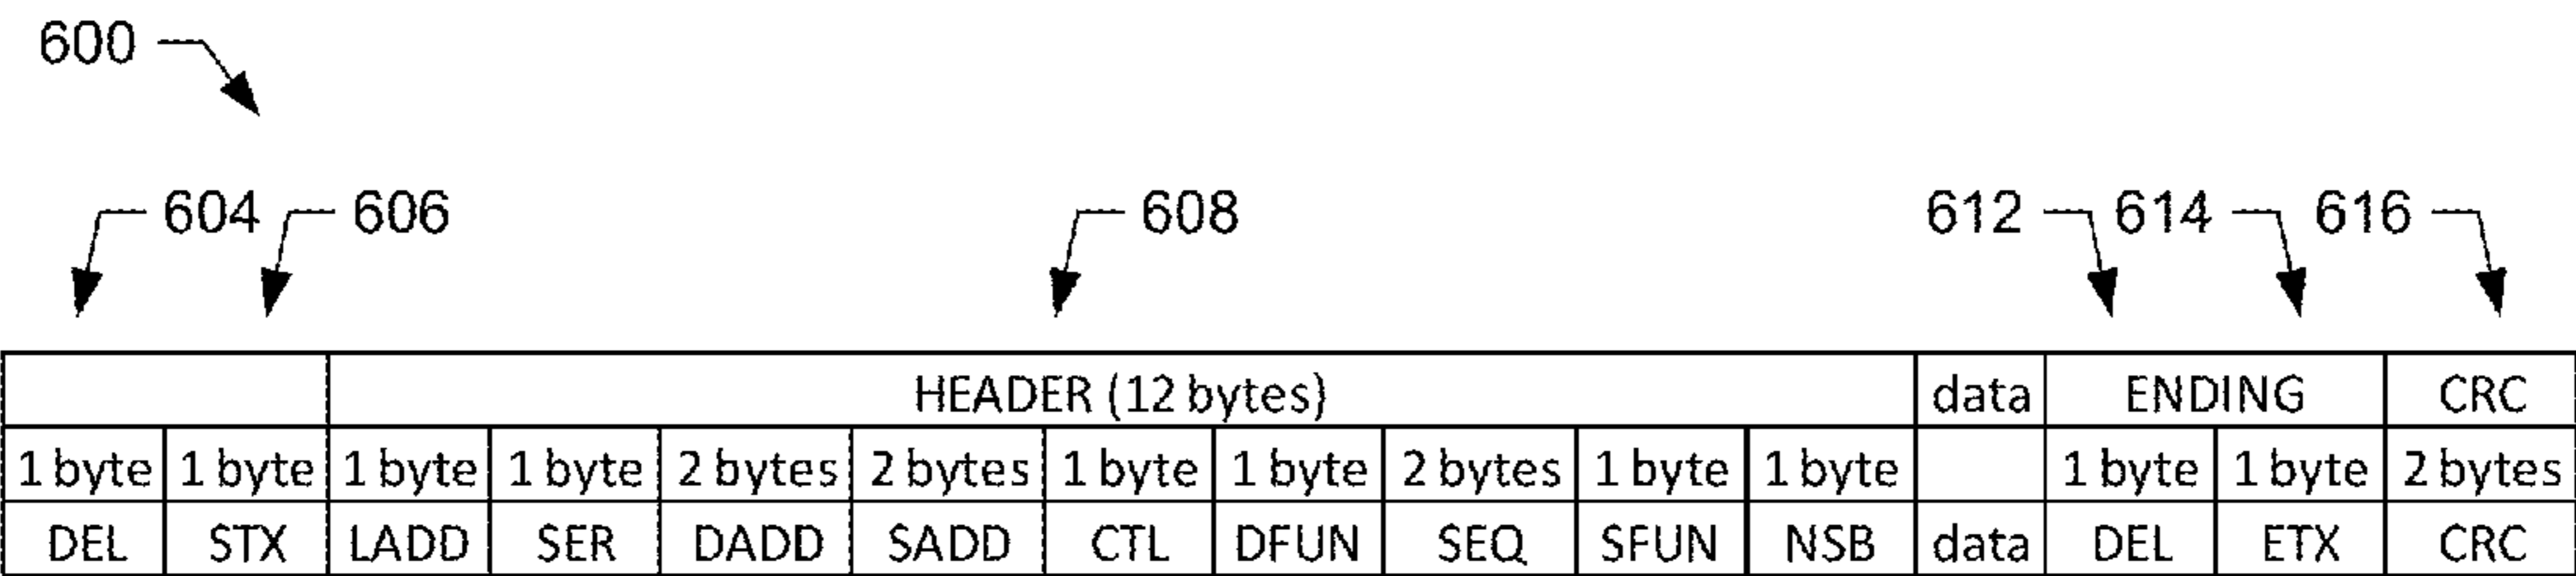 600
604 606 608 612 614 616
HEADER (12 bytes) data ENDING CRC
1 byte 1 byte 1 byte 1 byte 2 bytes 2 bytes 1 byte 1 byte 2 bytes 1 byte 1 byte 1 byte 1 byte 2 bytes
DEL STX LADD SER DADD SADD CTL DFUN SEQ SFUN NSB data DEL ETX CRC